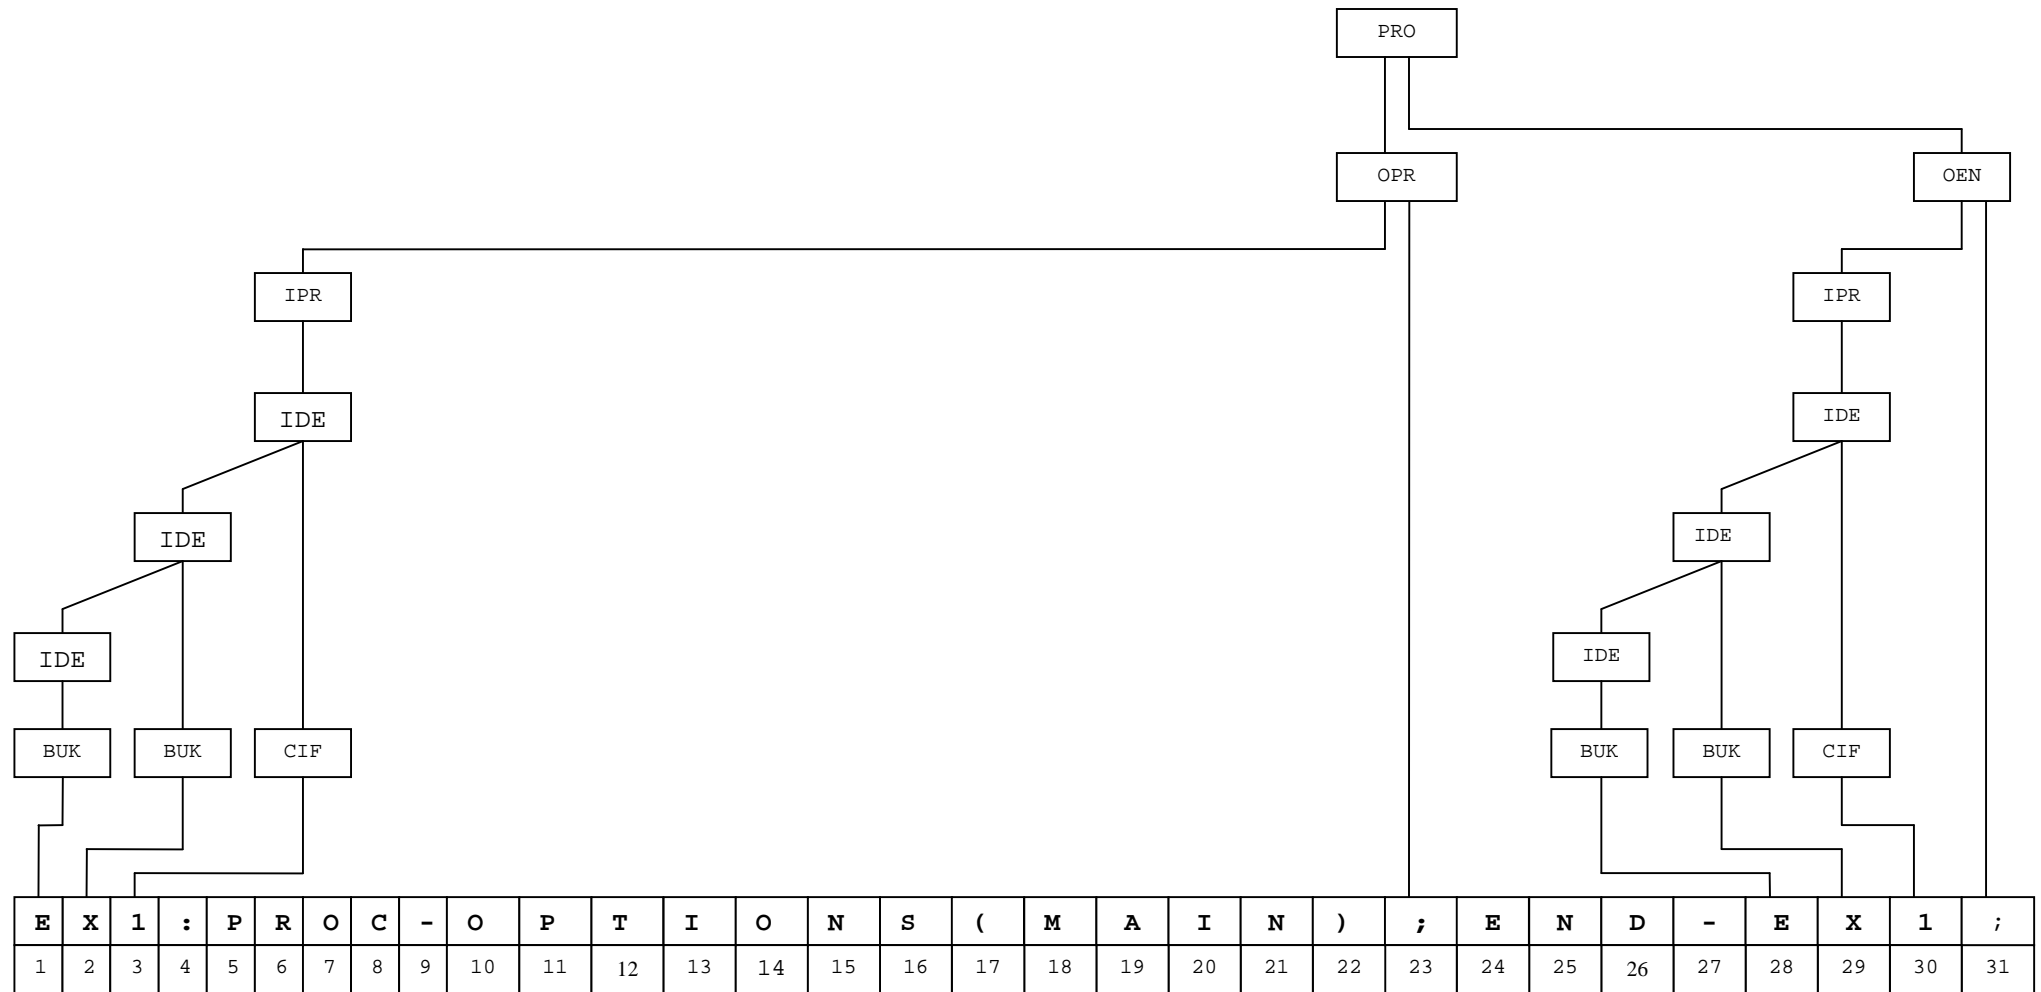 PRO
OPR OEN
IPR IPR
IDE IDE
IDE IDE
IDE IDE
BUK BUK CIF BUK BUK CIF
E X 1 : P R O C - O P T I O N S ( M A I N ) ; E N D - E X 1 ;
1 2 3 4 5 6 7 8 9 10 11 12 13 14 15 16 17 18 19 20 21 22 23 24 25 26 27 28 29 30 31